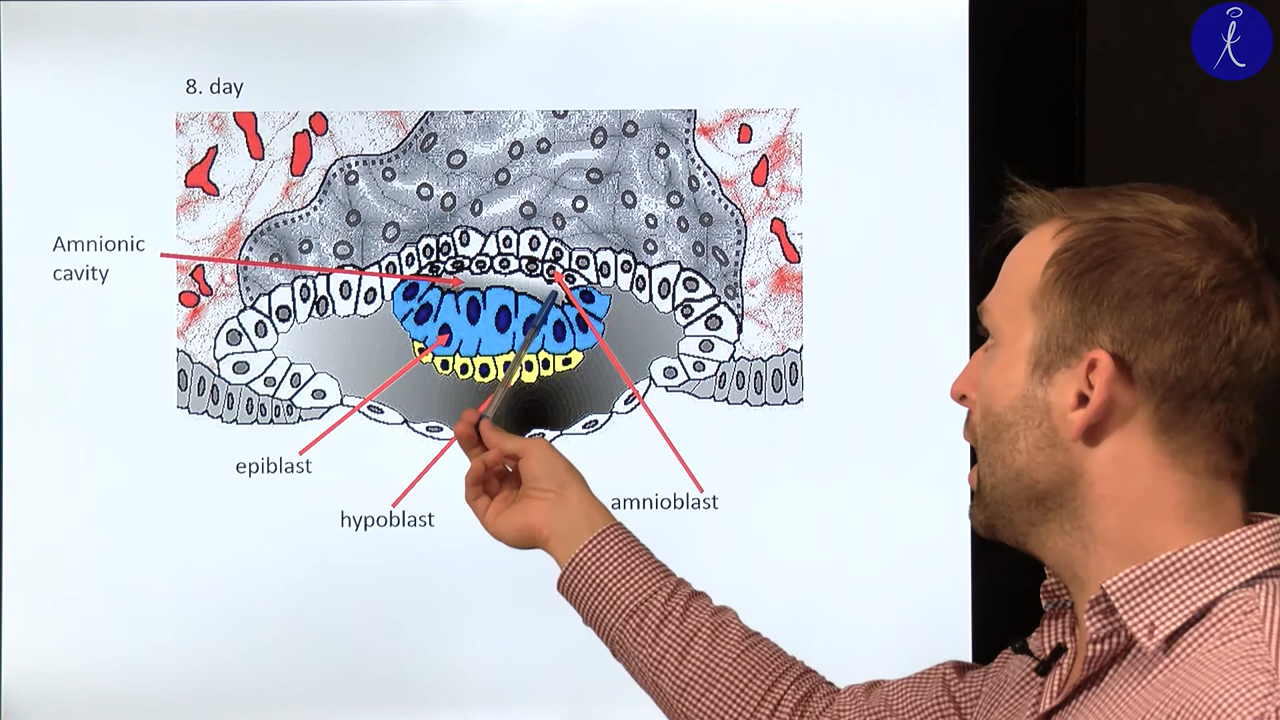 8. day
Amnionic
cavity
epiblast
hypoblast
amnioblast